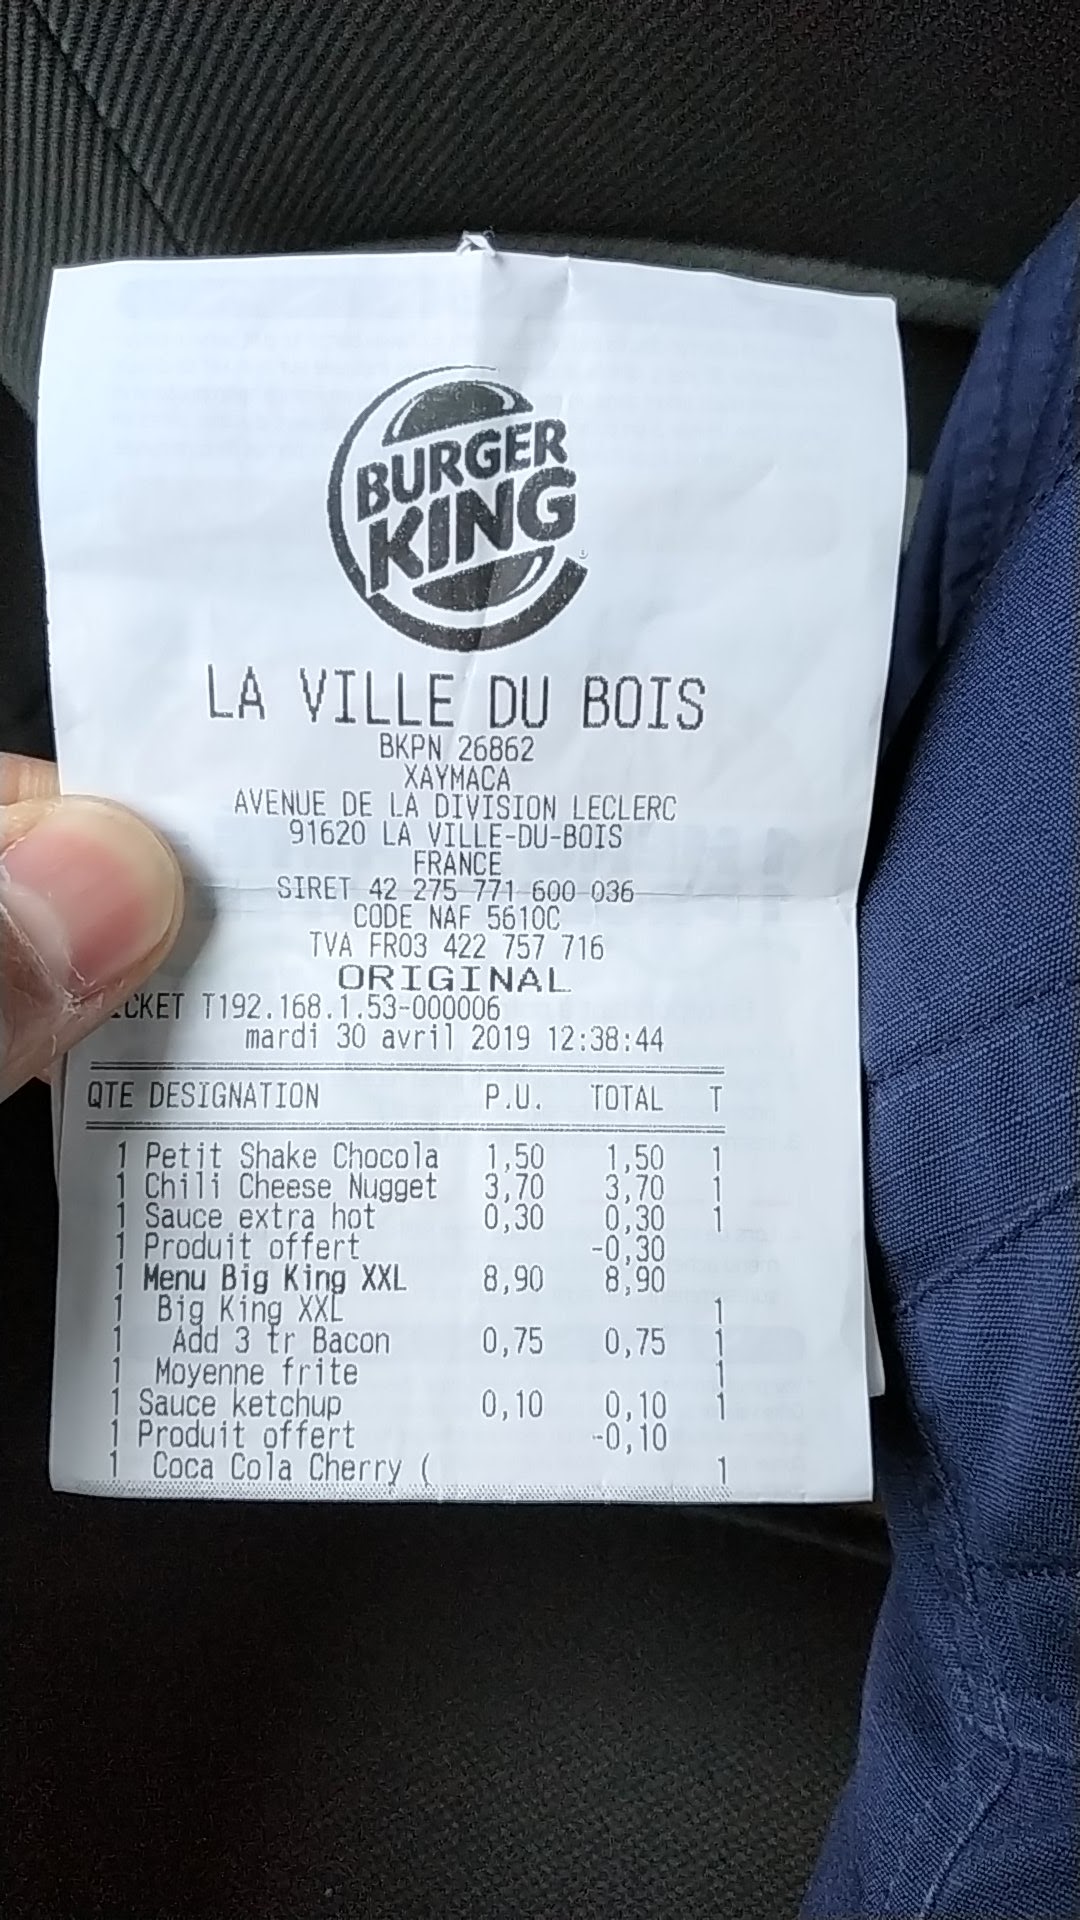 BURGER
KING
LA VILLE DU BOIS
BKPN 26862
XAYMACA
AVENUE DE LA DIVISION LECLERC
91620 LA VILLE-DU-BOIS
FRANCE
SIRET 42 275 771 600 036
CODE NAF 5610C
TVA FR03 422 757 716
ORIGINAL
ICKET T192.168.1.53-000006
mardi 30 avril 2019 12:38:44
QTE DESIGNATION P.U. TOTAL T
1 Petit Shake Chocola 1,50 1,50 1
1 Chili Cheese Nugget 3,70 3,70 1
1 Sauce extra hot 0,30 0,30 1
1 Produit offert -0,30
1 Menu Big King XXL 8,90 8,90
1 Big King XXL 1
1 Add 3 tr Bacon 0,75 0,75 1
1 Moyenne frite 1
1 Sauce ketchup 0,10 0,10 1
1 Produit offert -0,10
1 Coca Cola Cherry ( 1